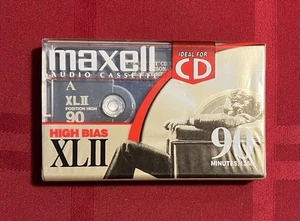 maxell
AUDIO CASSETTE
IDEAL FOR
CD
A
XLII
POSITION HIGH
90
HIGH BIAS
XLII
90
MINUTES